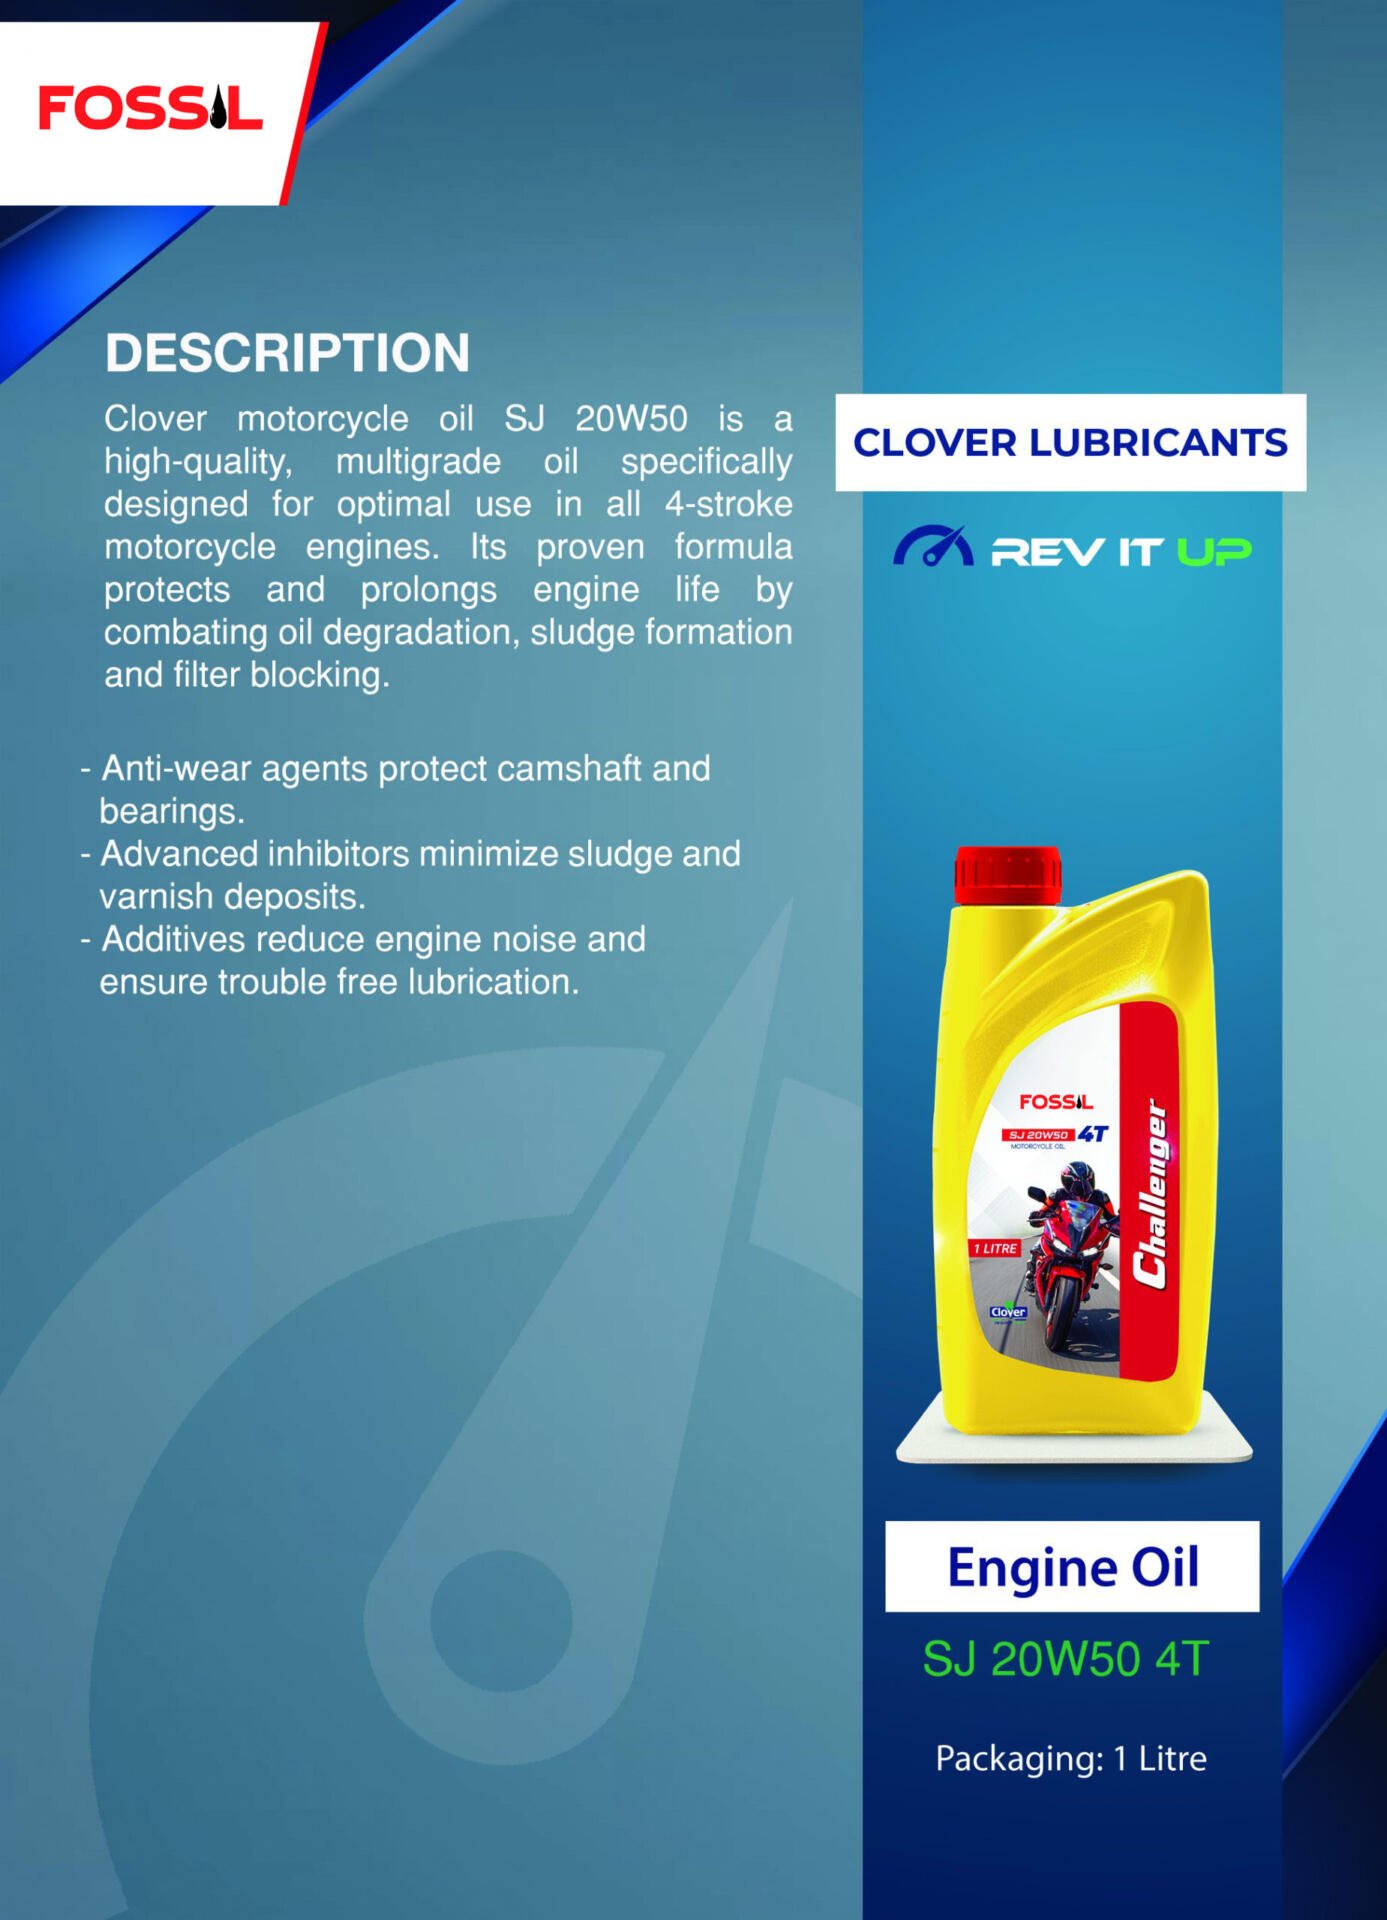 FOSSIL
DESCRIPTION
Clover motorcycle oil SJ 20W50 is a
high-quality, multigrade oil specifically
designed for optimal use in all 4-stroke
motorcycle engines. Its proven formula
protects and prolongs engine life by
combating oil degradation, sludge formation
and filter blocking.
- Anti-wear agents protect camshaft and
bearings.
- Advanced inhibitors minimize sludge and
varnish deposits.
- Additives reduce engine noise and
ensure trouble free lubrication.
CLOVER LUBRICANTS
REV IT UP
FOSSIL
SJ 20W50 4T
MOTORCYCLE OIL
Challenger
1 LITRE
Clover
Engine Oil
SJ 20W50 4T
Packaging: 1 Litre